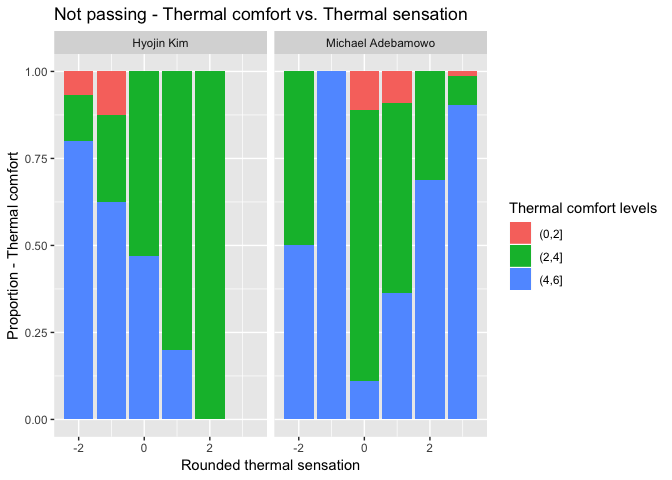 Not passing - Thermal comfort vs. Thermal sensation
Hyojin Kim
Michael Adebamowo
1.00
0.75
0.50
0.25
0.00
Proportion - Thermal comfort
-2 0 2
-2 0 2
Rounded thermal sensation
Thermal comfort levels
(0,2]
(2,4]
(4,6]